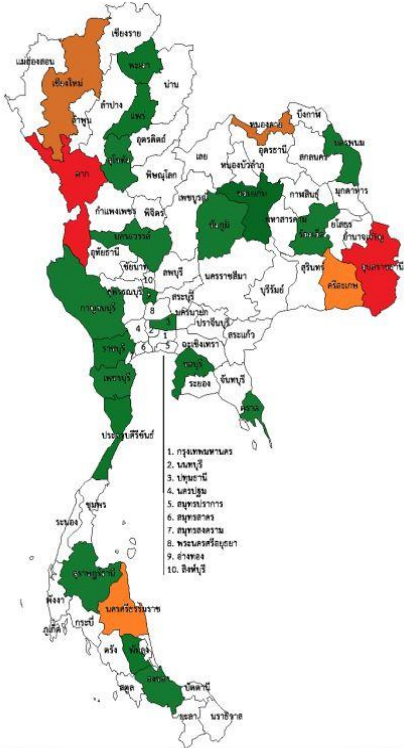 เชียงราย
แม่ฮ่องสอน
เชียงใหม่
พะเยา
น่าน
ลำปาง
ลำพูน
แพร่
อุตรดิตถ์
สุโขทัย
ตาก
พิษณุโลก
กำแพงเพชร
พิจิตร
เพชรบูรณ์
เลย
หนองบัวลำภู
หนองคาย
บึงกาฬ
อุดรธานี
สกลนคร
นครพนม
ขอนแก่น
กาฬสินธุ์
มุกดาหาร
มหาสารคาม
ร้อยเอ็ด
ยโสธร
อำนาจเจริญ
ชัยภูมิ
นครสวรรค์
อุทัยธานี
ชัยนาท
ลพบุรี
นครราชสีมา
บุรีรัมย์
สุรินทร์
ศรีสะเกษ
อุบลราชธานี
10
สุพรรณบุรี
9
สระบุรี
8
นครนายก
กาญจนบุรี
4
2
3
ปราจีนบุรี
1
สระแก้ว
ราชบุรี
6
5
ฉะเชิงเทรา
ชลบุรี
ระยอง
จันทบุรี
ตราด
เพชรบุรี
ประจวบคีรีขันธ์
1. กรุงเทพมหานคร
2. นนทบุรี
3. ปทุมธานี
4. นครปฐม
5. สมุทรปราการ
6. สมุทรสาคร
7. สมุทรสงคราม
8. พระนครศรีอยุธยา
9. อ่างทอง
10. สิงห์บุรี
ชุมพร
ระนอง
สุราษฎร์ธานี
พังงา
นครศรีธรรมราช
กระบี่
ภูเก็ต
ตรัง
พัทลุง
สตูล
สงขลา
ปัตตานี
ยะลา
นราธิวาส